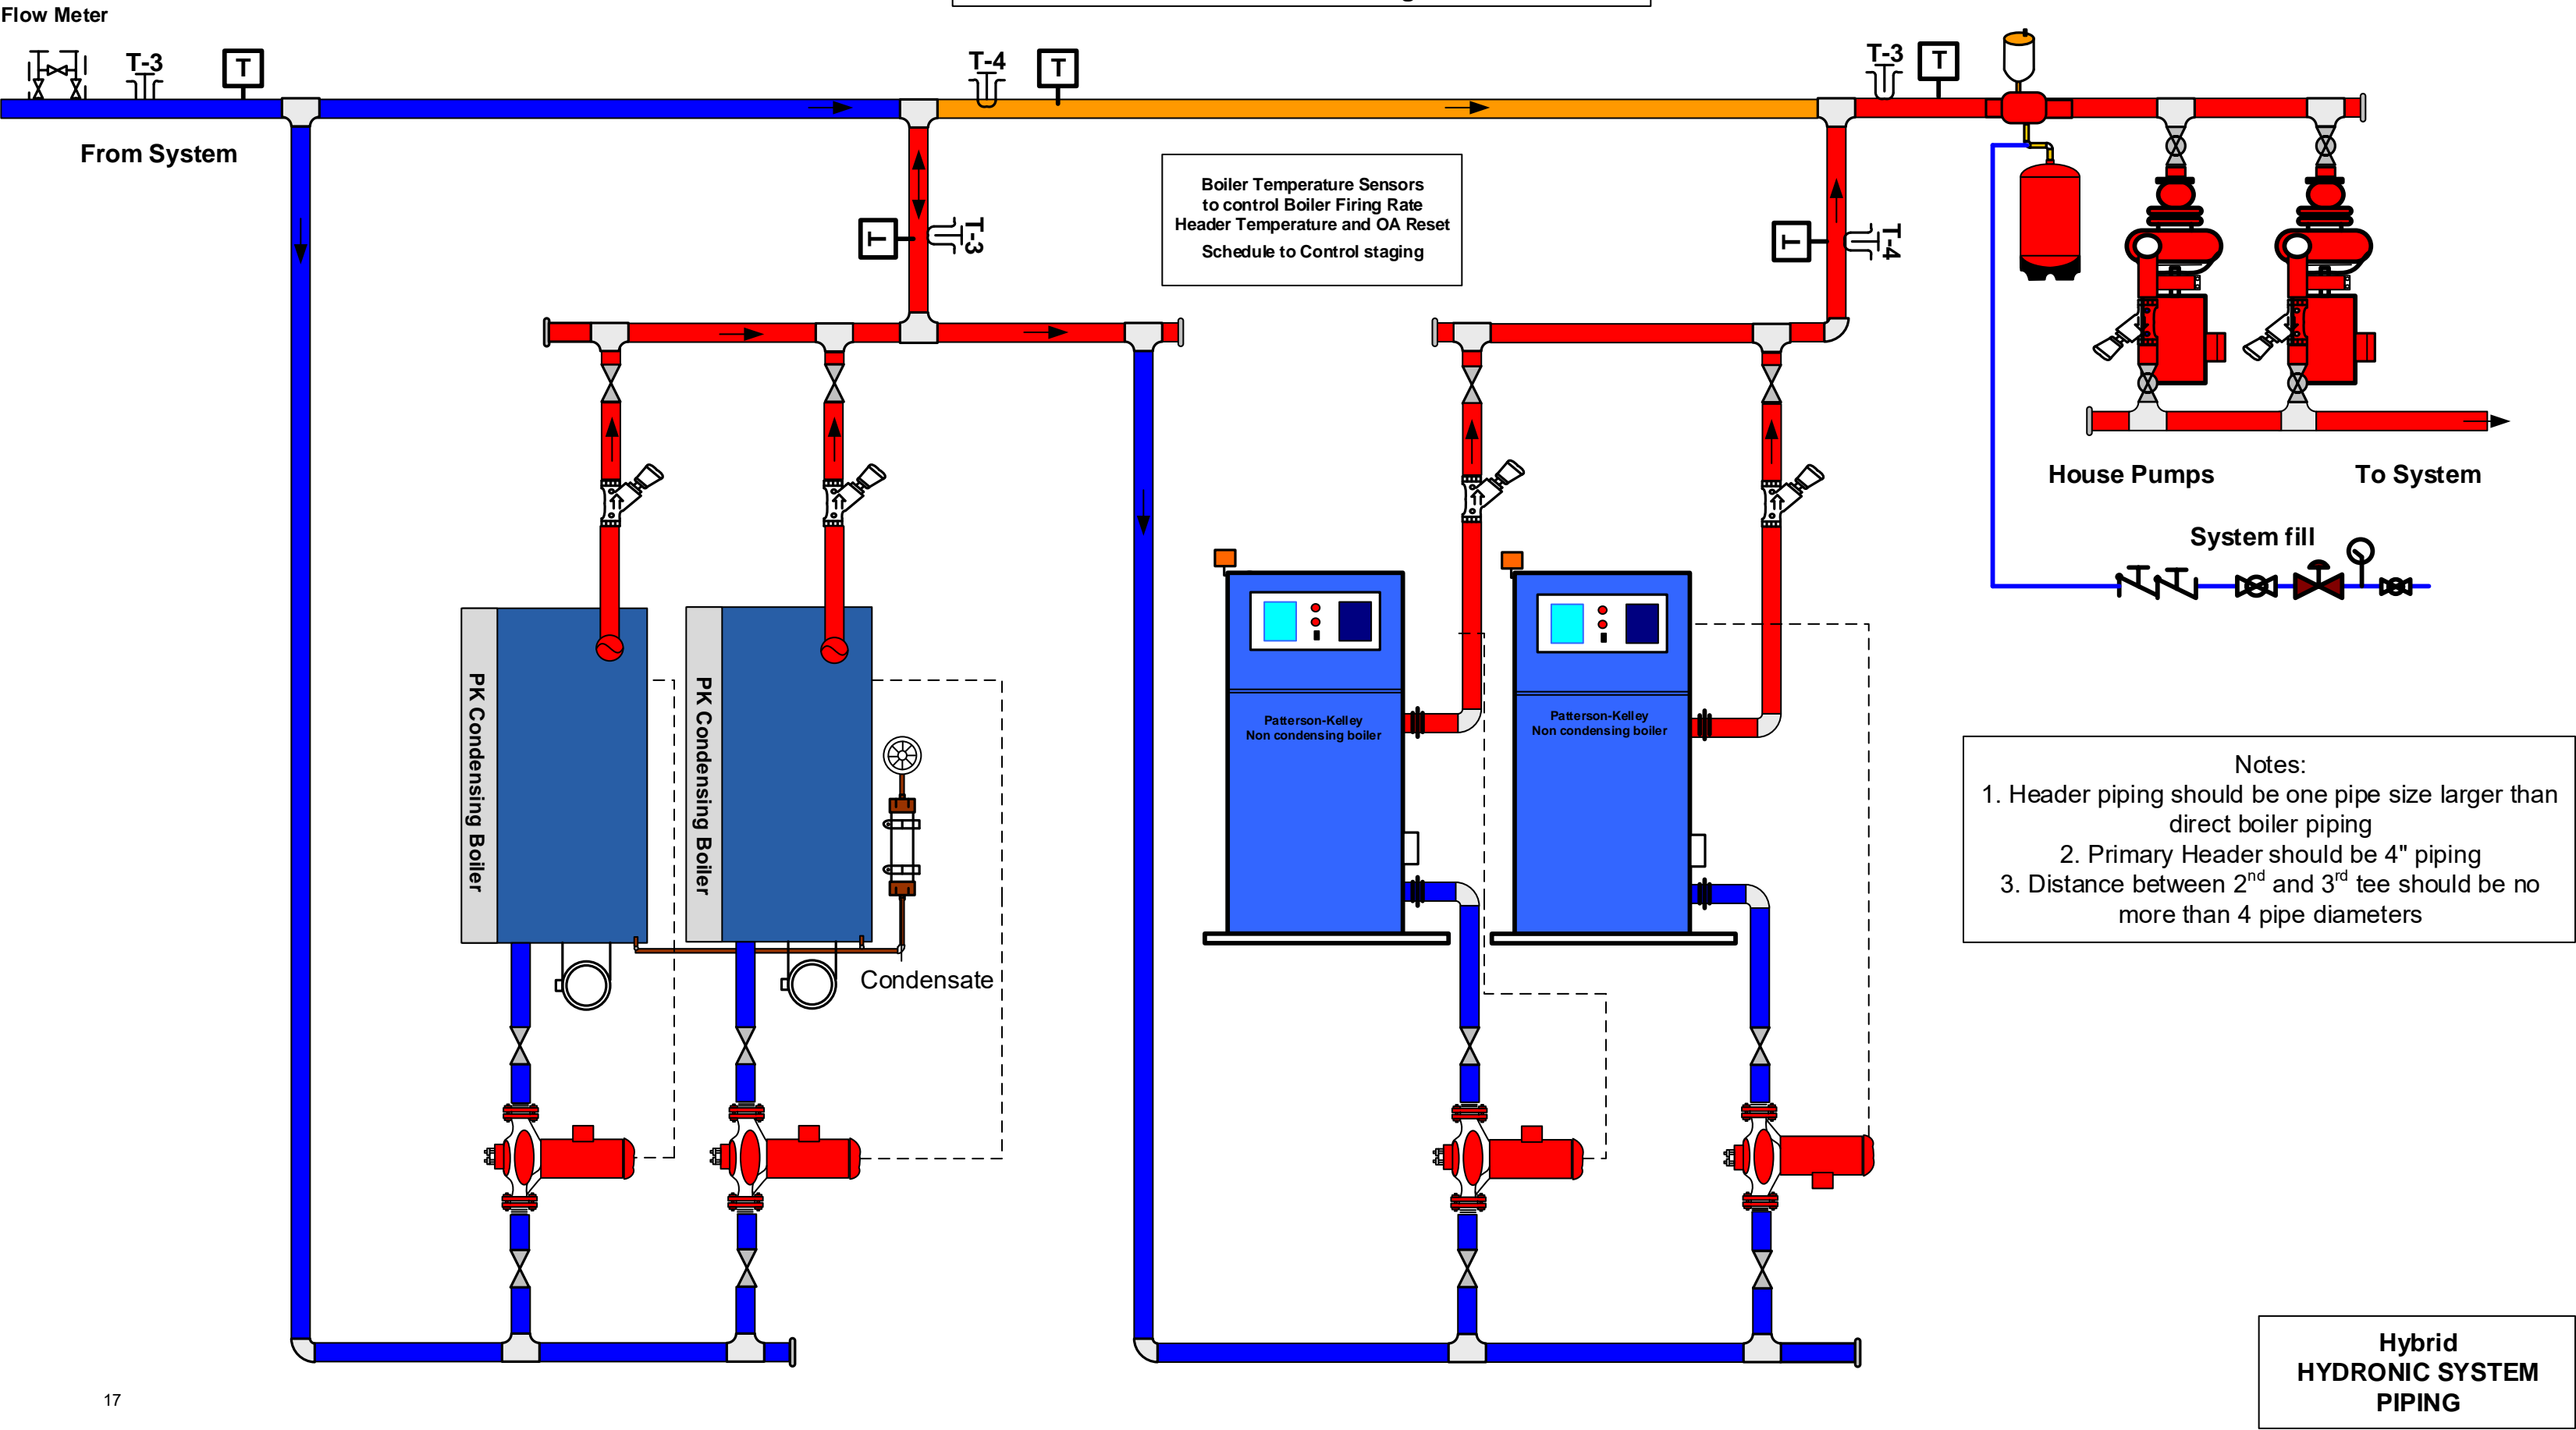 Flow Meter
T-3
T
T-4
T
T-3
T
From System
Boiler Temperature Sensors
to control Boiler Firing Rate
Header Temperature and OA Reset
Schedule to Control staging
T
T-3
T
T-4
House Pumps
To System
System fill
PK Condensing Boiler
PK Condensing Boiler
Patterson-Kelley
Non condensing boiler
Patterson-Kelley
Non condensing boiler
Condensate
Notes:
1. Header piping should be one pipe size larger than
direct boiler piping
2. Primary Header should be 4" piping
3. Distance between 2nd and 3rd tee should be no
more than 4 pipe diameters
Hybrid
HYDRONIC SYSTEM
PIPING
17